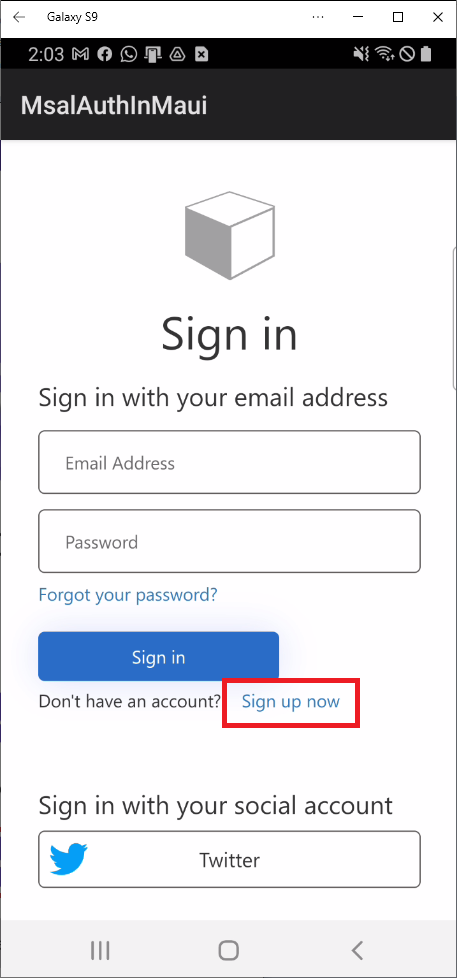 Galaxy S9
2:03
MsalAuthInMaui
Sign in
Sign in with your email address
Email Address
Password
Forgot your password?
Sign in
Don't have an account? Sign up now
Sign in with your social account
Twitter